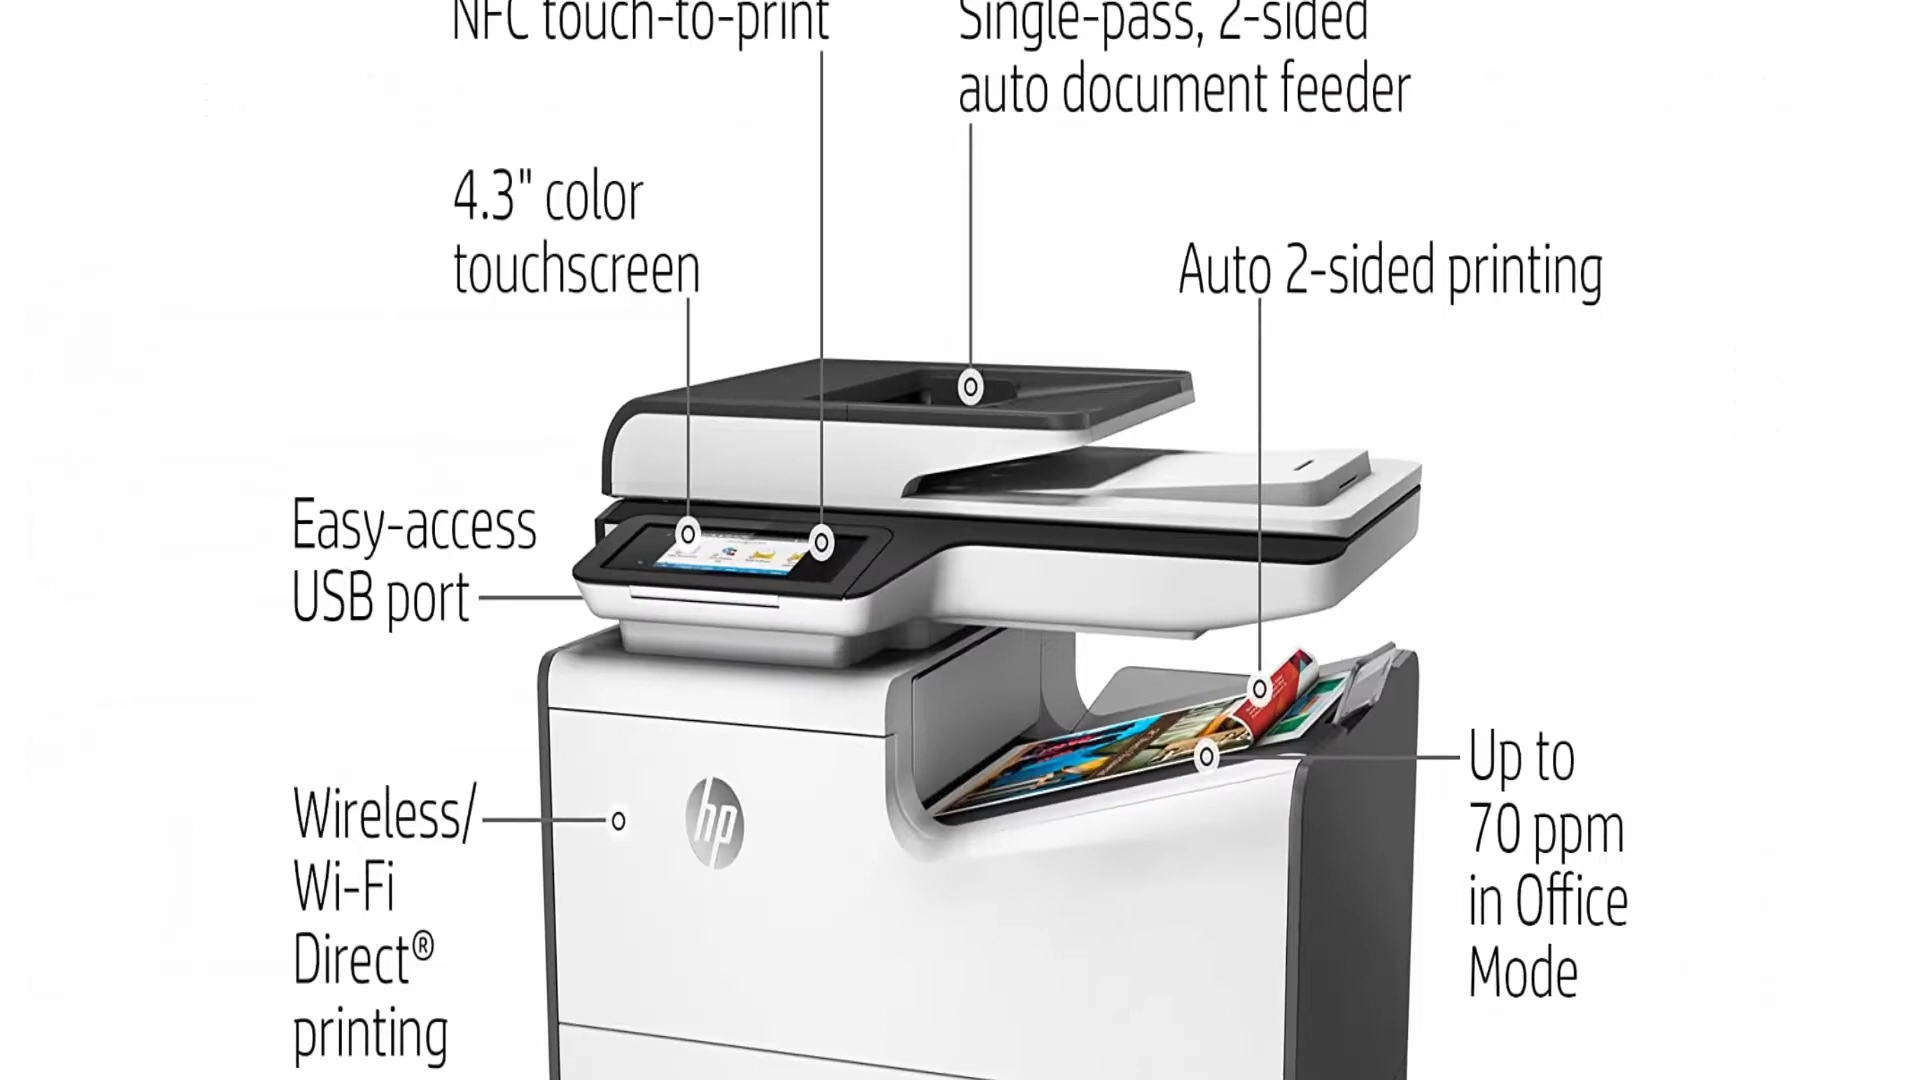 NFC touch-to-print
Single-pass, 2-sided
auto document feeder
4.3" color
touchscreen
Auto 2-sided printing
Easy-access
USB port
Wireless/
Wi-Fi
Direct®
printing
hp
Up to
70 ppm
in Office
Mode